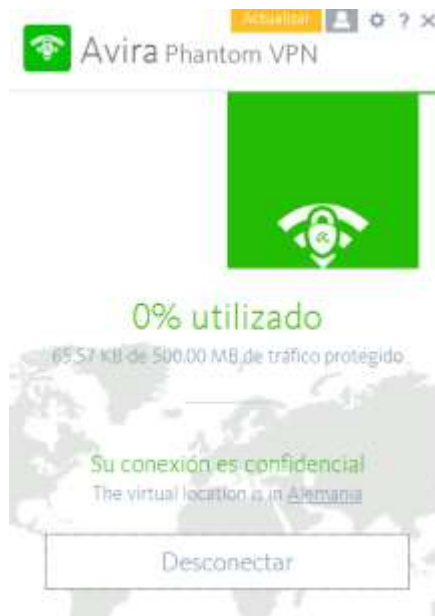 Actualizar ? ×
Avira Phantom VPN
0% utilizado
65.57 KB de 500.00 MB de tráfico protegido
Su conexión es confidencial
The virtual location is in Alemania
Desconectar